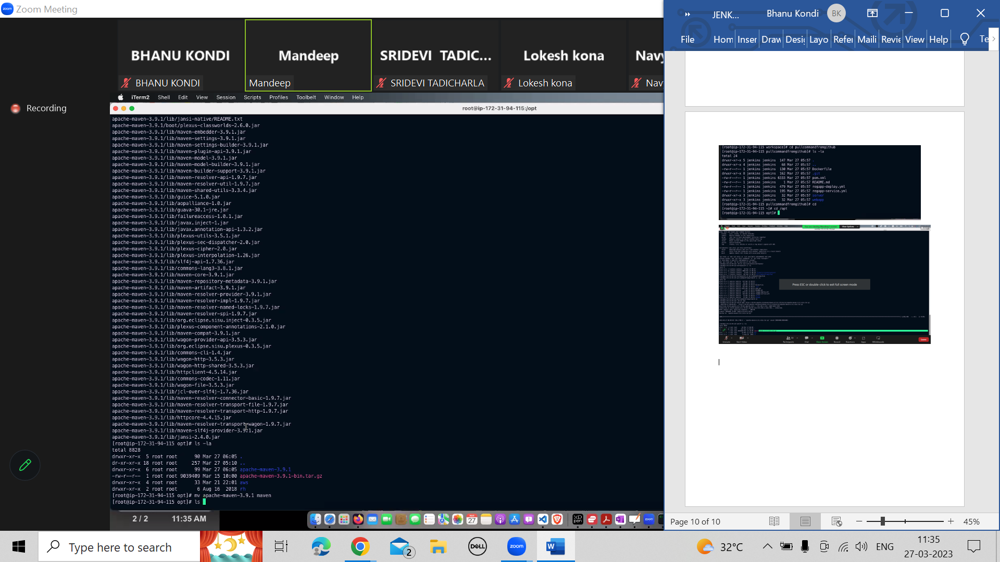 Zoom Meeting
BHANU KONDI
Mandeep
SRIDEVI TADIC...
Lokesh kona
Navy
BHANU KONDI
Mandeep
SRIDEVI TADICHARLA
Lokesh kona
Nav
Recording
iTerm2 Shell Edit View Session Scripts Profiles Toolbelt Window Help
root@ip-172-31-94-115:/opt
apache-maven-3.9.1/lib/jansi-native/README.txt
apache-maven-3.9.1/boot/plexus-classworlds-2.6.0.jar
apache-maven-3.9.1/lib/maven-embedder-3.9.1.jar
apache-maven-3.9.1/lib/maven-settings-3.9.1.jar
apache-maven-3.9.1/lib/maven-settings-builder-3.9.1.jar
apache-maven-3.9.1/lib/maven-plugin-api-3.9.1.jar
apache-maven-3.9.1/lib/maven-model-3.9.1.jar
apache-maven-3.9.1/lib/maven-model-builder-3.9.1.jar
apache-maven-3.9.1/lib/maven-builder-support-3.9.1.jar
apache-maven-3.9.1/lib/maven-resolver-api-1.9.7.jar
apache-maven-3.9.1/lib/maven-resolver-util-1.9.7.jar
apache-maven-3.9.1/lib/maven-shared-utils-3.3.4.jar
apache-maven-3.9.1/lib/guice-5.1.0.jar
apache-maven-3.9.1/lib/aopalliance-1.0.jar
apache-maven-3.9.1/lib/guava-30.1-jre.jar
apache-maven-3.9.1/lib/failureaccess-1.0.1.jar
apache-maven-3.9.1/lib/javax.inject-1.jar
apache-maven-3.9.1/lib/javax.annotation-api-1.3.2.jar
apache-maven-3.9.1/lib/plexus-utils-3.5.1.jar
apache-maven-3.9.1/lib/plexus-sec-dispatcher-2.0.jar
apache-maven-3.9.1/lib/plexus-cipher-2.0.jar
apache-maven-3.9.1/lib/plexus-interpolation-1.26.jar
apache-maven-3.9.1/lib/slf4j-api-1.7.36.jar
apache-maven-3.9.1/lib/commons-lang3-3.8.1.jar
apache-maven-3.9.1/lib/maven-core-3.9.1.jar
apache-maven-3.9.1/lib/maven-repository-metadata-3.9.1.jar
apache-maven-3.9.1/lib/maven-artifact-3.9.1.jar
apache-maven-3.9.1/lib/maven-resolver-provider-3.9.1.jar
apache-maven-3.9.1/lib/maven-resolver-impl-1.9.7.jar
apache-maven-3.9.1/lib/maven-resolver-named-locks-1.9.7.jar
apache-maven-3.9.1/lib/maven-resolver-spi-1.9.7.jar
apache-maven-3.9.1/lib/org.eclipse.sisu.inject-0.3.5.jar
apache-maven-3.9.1/lib/plexus-component-annotations-2.1.0.jar
apache-maven-3.9.1/lib/maven-compat-3.9.1.jar
apache-maven-3.9.1/lib/wagon-provider-api-3.5.3.jar
apache-maven-3.9.1/lib/org.eclipse.sisu.plexus-0.3.5.jar
apache-maven-3.9.1/lib/commons-cli-1.4.jar
apache-maven-3.9.1/lib/wagon-http-3.5.3.jar
apache-maven-3.9.1/lib/wagon-http-shared-3.5.3.jar
apache-maven-3.9.1/lib/httpclient-4.5.14.jar
apache-maven-3.9.1/lib/commons-codec-1.11.jar
apache-maven-3.9.1/lib/wagon-file-3.5.3.jar
apache-maven-3.9.1/lib/jcl-over-slf4j-1.7.36.jar
apache-maven-3.9.1/lib/maven-resolver-connector-basic-1.9.7.jar
apache-maven-3.9.1/lib/maven-resolver-transport-file-1.9.7.jar
apache-maven-3.9.1/lib/maven-resolver-transport-http-1.9.7.jar
apache-maven-3.9.1/lib/httpcore-4.4.15.jar
apache-maven-3.9.1/lib/maven-resolver-transport-wagon-1.9.7.jar
apache-maven-3.9.1/lib/maven-slf4j-provider-3.9.1.jar
apache-maven-3.9.1/lib/jansi-2.4.0.jar
[root@ip-172-31-94-115 opt]# ls -la
total 8828
drwxr-xr-x 5 root root 90 Mar 27 06:05 .
dr-xr-xr-x 18 root root 257 Mar 27 05:10 ..
drwxr-xr-x 6 root root 99 Mar 27 06:05 apache-maven-3.9.1
-rw-r--r-- 1 root root 9039409 Mar 15 10:00 apache-maven-3.9.1-bin.tar.gz
drwxr-xr-x 4 root root 33 Mar 21 22:01 aws
drwxr-xr-x 2 root root 6 Aug 16 2018 rh
[root@ip-172-31-94-115 opt]# mv apache-maven-3.9.1 maven
[root@ip-172-31-94-115 opt]# ls
2 / 2 11:35 AM
JENK... Bhanu Kondi BK
File Hom Inser Draw Desig Layo Refer Maili Revie View Help Te
[root@ip-172-31-94-115 workspace]# cd pullcommandfromgithub
[root@ip-172-31-94-115 pullcommandfromgithub]# ls -la
total 24
drwxr-xr-x 5 jenkins jenkins 147 Mar 27 05:57 .
drwxr-xr-x 4 jenkins jenkins 68 Mar 27 05:57 ..
-rw-r--r-- 1 jenkins jenkins 130 Mar 27 05:57 Dockerfile
drwxr-xr-x 8 jenkins jenkins 162 Mar 27 05:57 .git
-rw-r--r-- 1 jenkins jenkins 6333 Mar 27 05:57 pom.xml
-rw-r--r-- 1 jenkins jenkins 1 Mar 27 05:57 README.md
-rw-r--r-- 1 jenkins jenkins 479 Mar 27 05:57 regapp-deploy.yml
-rw-r--r-- 1 jenkins jenkins 195 Mar 27 05:57 regapp-service.yml
drwxr-xr-x 3 jenkins jenkins 32 Mar 27 05:57 server
drwxr-xr-x 3 jenkins jenkins 32 Mar 27 05:57 webapp
[root@ip-172-31-94-115 pullcommandfromgithub]# cd
[root@ip-172-31-94-115 ~]# cd /opt
[root@ip-172-31-94-115 opt]#
Press ESC or double click to exit full screen mode
Page 10 of 10
45%
Type here to search
2
DELL
zoom
32°C
ENG
11:35
27-03-2023